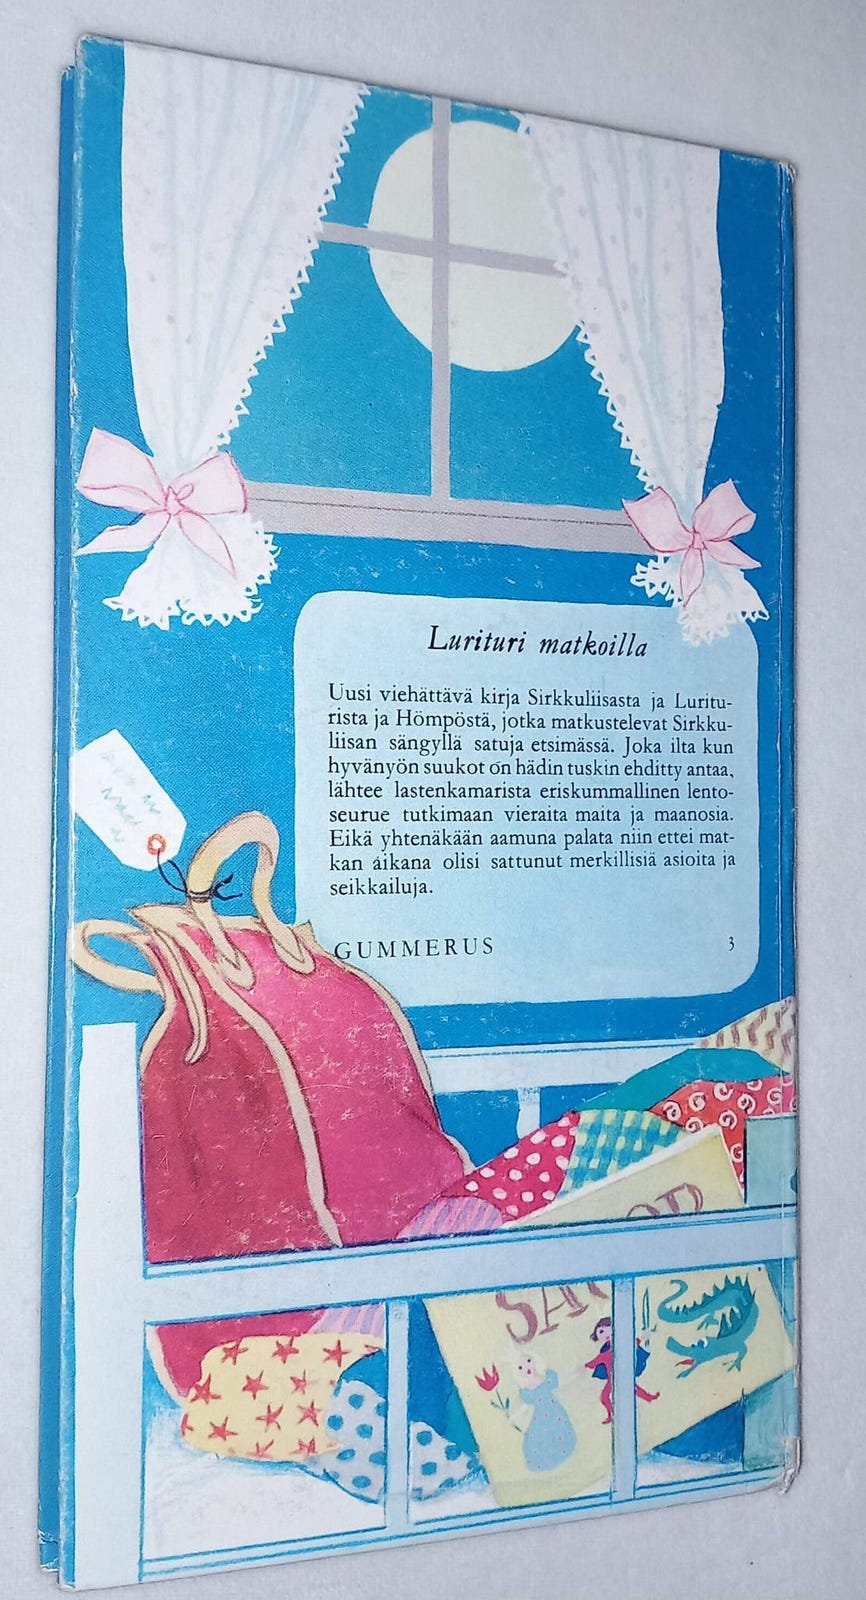 Lurituri matkoilla
Uusi viehättävä kirja Sirkkuliisasta ja Luritu-
rista ja Hömpöstä, jotka matkustelevat Sirkku-
liisan sängyllä satuja etsimässä. Joka ilta kun
hyvänyön suukot on hädin tuskin ehditty antaa,
lähtee lastenkamarista eriskummallinen lento-
seurue tutkimaan vieraita maita ja maanosia.
Eikä yhtenäkään aamuna palata niin ettei mat-
kan aikana olisi sattunut merkillisiä asioita ja
seikkailuja.
GUMMERUS 3